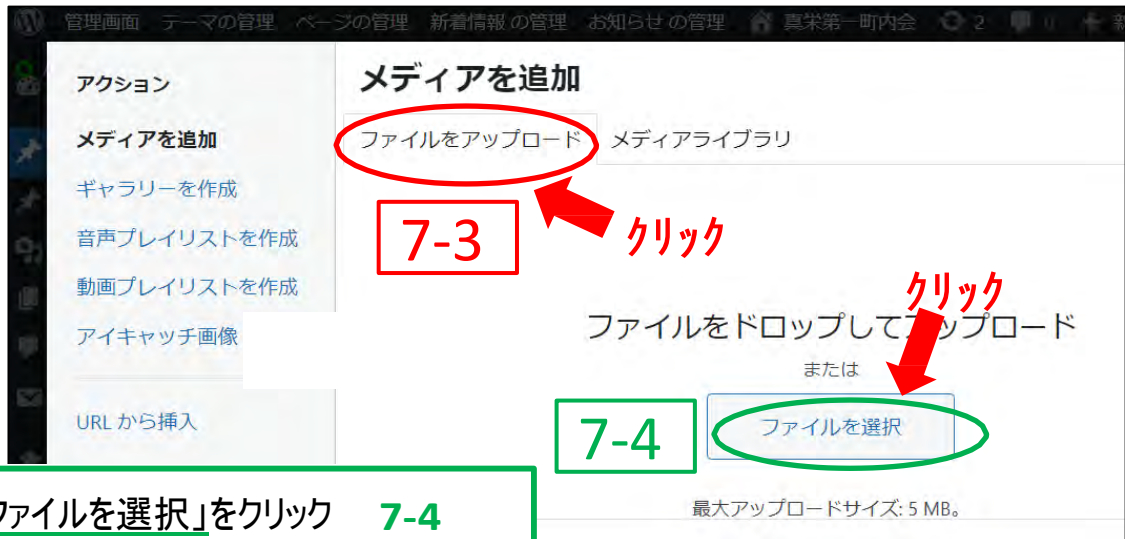 管理画面 テーマの管理 ページの管理 新着情報 の管理 お知らせ の管理 真栄第一町内会 2 0
アクション
メディアを追加
ギャラリーを作成
音声プレイリストを作成
動画プレイリストを作成
アイキャッチ画像
URL から挿入
メディアを追加
ファイルをアップロード メディアライブラリ
7-3 クリック
クリック
ファイルをドロップしてアップロード
または
7-4 ファイルを選択
最大アップロードサイズ: 5 MB。
ファイルを選択」をクリック 7-4